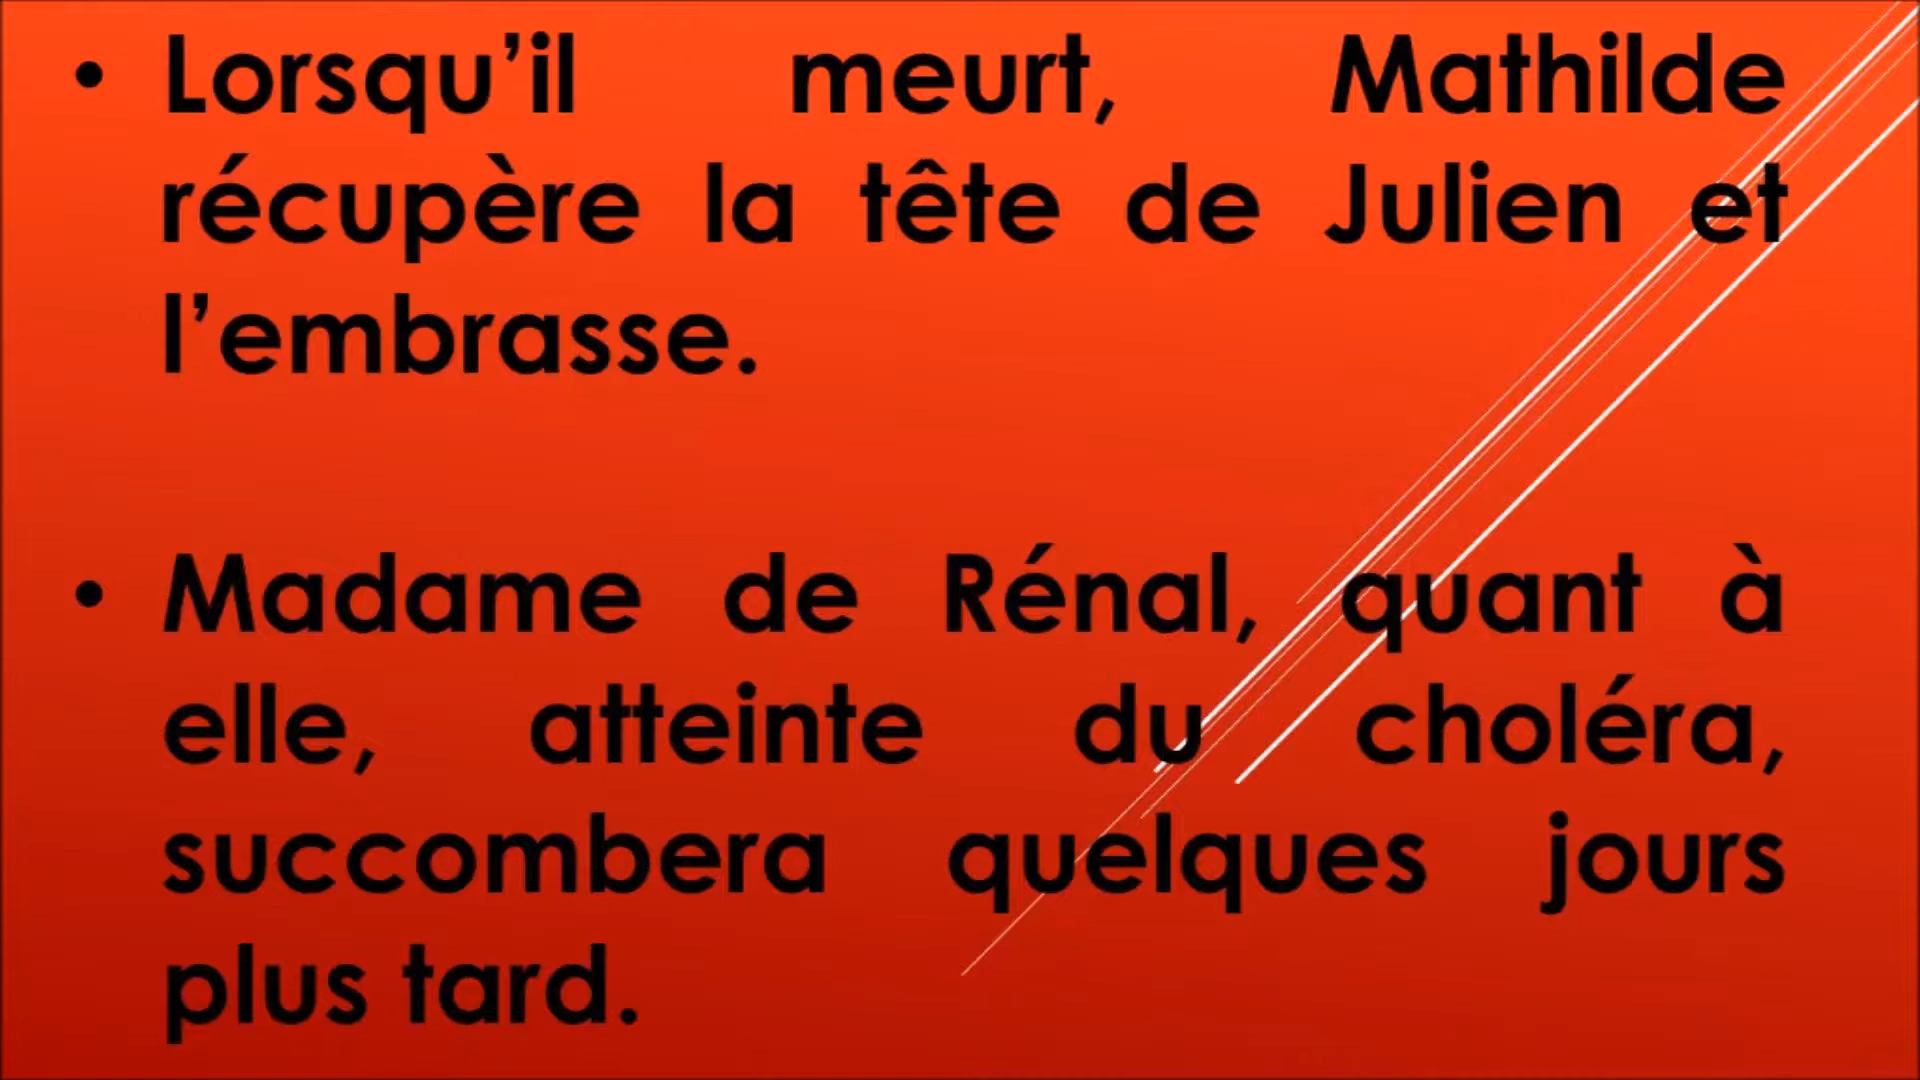 • Lorsqu’il meurt, Mathilde
récupère la tête de Julien et
l’embrasse.
• Madame de Rénal, quant à
elle, atteinte du choléra,
succombera quelques jours
plus tard.